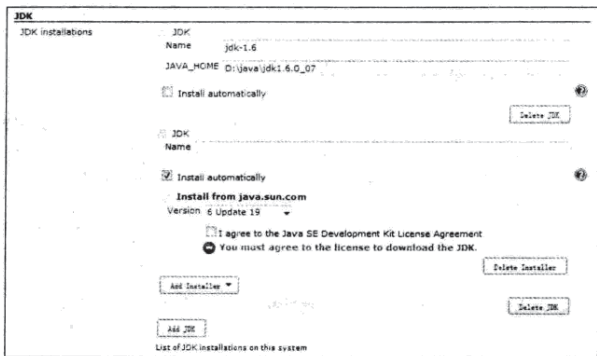 JDK
JDK installations
JDK
Name jdk-1.6
JAVA_HOME D:\java\jdk1.6.0_07
Install automatically
Delete JDK
JDK
Name
Install automatically
Install from java.sun.com
Version 6 Update 19
I agree to the Java SE Development Kit License Agreement
You must agree to the license to download the JDK.
Delete Installer
Add Installer
Delete JDK
Add JDK
List of JDK installations on this system